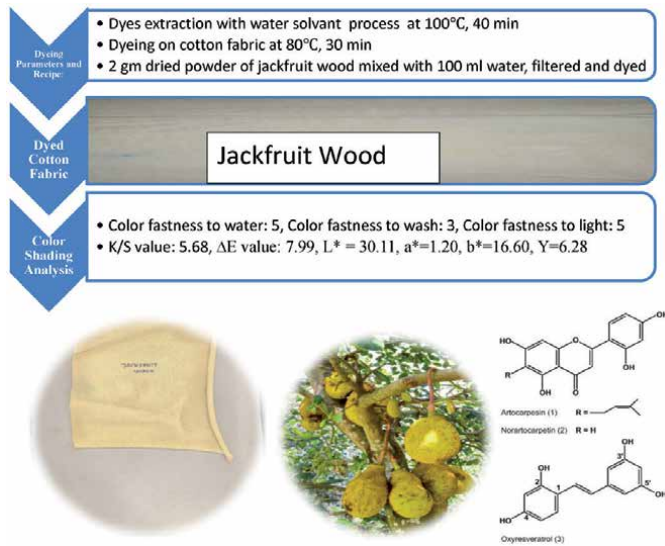 Dyeing
Parameters and
Recipe:
• Dyes extraction with water solvant process at 100℃, 40 min
• Dyeing on cotton fabric at 80℃, 30 min
• 2 gm dried powder of jackfruit wood mixed with 100 ml water, filtered and dyed
Dyed
Cotton
Fabric
Jackfruit Wood
Color
Shading
Analysis
• Color fastness to water: 5, Color fastness to wash: 3, Color fastness to light: 5
• K/S value: 5.68, ΔE value: 7.99, L* = 30.11, a*=1.20, b*=16.60, Y=6.28
OH
HO
O
OH
R
OH
O
Artocarpesin (1) R =
Norartocarpetin (2) R = H
OH
3'
OH
2'
1
5'
OH
4
HO
Oxyresveratrol (3)